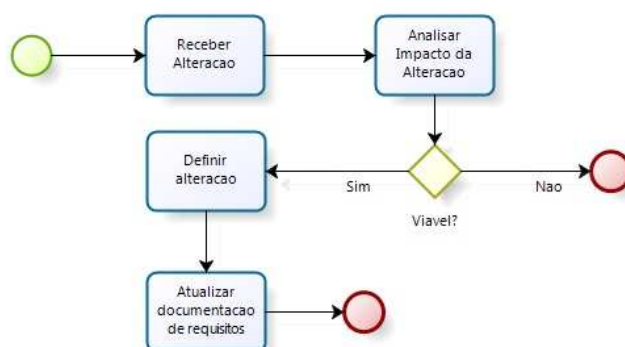 Receber
Alteracao
Analisar
Impacto da
Alteracao
Definir
alteracao
Sim
Nao
Viavel?
Atualizar
documentacao
de requisitos